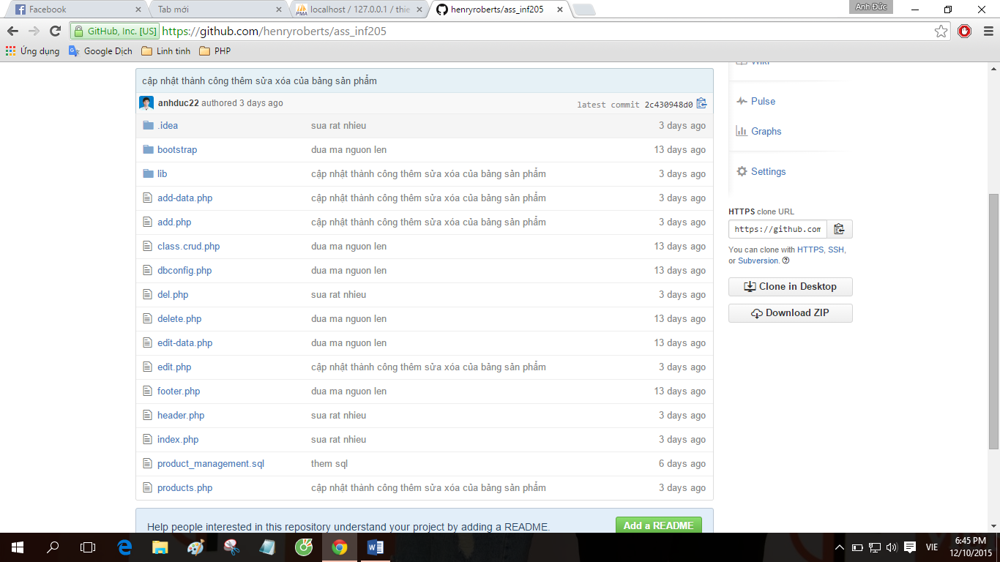 Facebook
Tab mới
localhost / 127.0.0.1 / thie
henryroberts/ass_inf205
Anh Đức
GitHub, Inc. [US] https://github.com/henryroberts/ass_inf205
Ứng dụng Google Dịch Linh tinh PHP
cập nhật thành công thêm sửa xóa của bảng sản phẩm
anhduc22 authored 3 days ago
latest commit 2c430948d0
.idea sua rat nhieu 3 days ago
bootstrap dua ma nguon len 13 days ago
lib cập nhật thành công thêm sửa xóa của bảng sản phẩm 3 days ago
add-data.php cập nhật thành công thêm sửa xóa của bảng sản phẩm 3 days ago
add.php cập nhật thành công thêm sửa xóa của bảng sản phẩm 3 days ago
class.crud.php dua ma nguon len 13 days ago
dbconfig.php dua ma nguon len 13 days ago
del.php sua rat nhieu 3 days ago
delete.php dua ma nguon len 13 days ago
edit-data.php dua ma nguon len 13 days ago
edit.php cập nhật thành công thêm sửa xóa của bảng sản phẩm 3 days ago
footer.php dua ma nguon len 13 days ago
header.php sua rat nhieu 3 days ago
index.php sua rat nhieu 3 days ago
product_management.sql them sql 6 days ago
products.php cập nhật thành công thêm sửa xóa của bảng sản phẩm 3 days ago
Help people interested in this repository understand your project by adding a README.
Add a README
Wiki
Pulse
Graphs
Settings
HTTPS clone URL
https://github.com
You can clone with HTTPS, SSH,
or Subversion.
Clone in Desktop
Download ZIP
VIE
6:45 PM
12/10/2015